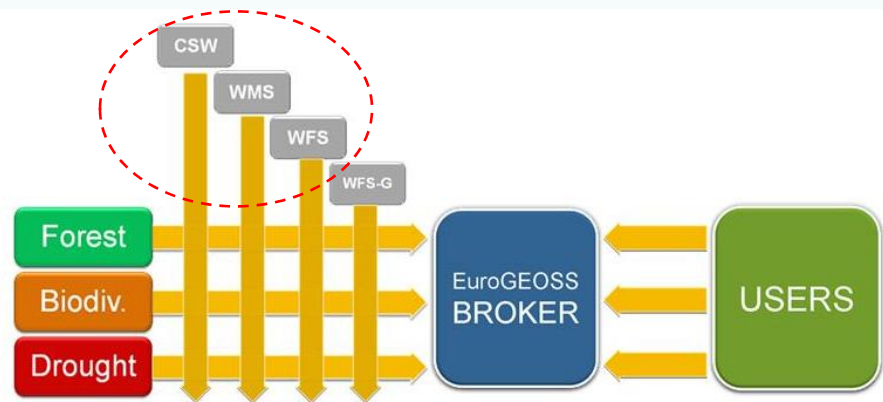 CSW
WMS
WFS
WFS-G
Forest
Biodiv.
Drought
EuroGEOSS
BROKER
USERS